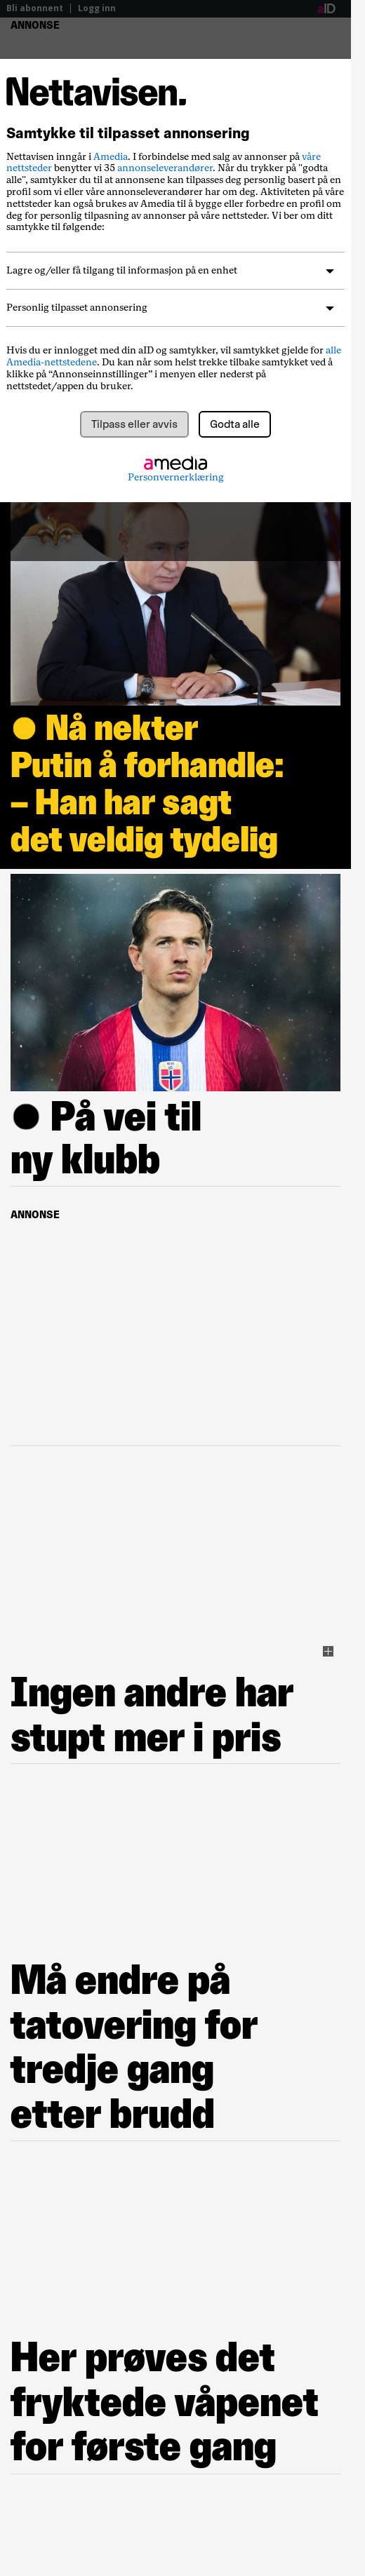 Bli abonnent | Logg inn
aID
ANNONSE
Nettavisen.
Samtykke til tilpasset annonsering
Nettavisen inngår i Amedia. I forbindelse med salg av annonser på våre
nettsteder benytter vi 35 annonseleverandører. Når du trykker på "godta
alle", samtykker du til at annonsene kan tilpasses deg personlig basert på en
profil som vi eller våre annonseleverandører har om deg. Aktiviteten på våre
nettsteder kan også brukes av Amedia til å bygge eller forbedre en profil om
deg for personlig tilpasning av annonser på våre nettsteder. Vi ber om ditt
samtykke til følgende:
Lagre og/eller få tilgang til informasjon på en enhet
Personlig tilpasset annonsering
Hvis du er innlogget med din aID og samtykker, vil samtykket gjelde for alle
Amedia-nettstedene. Du kan når som helst trekke tilbake samtykket ved å
klikke på “Annonseinnstillinger” i menyen eller nederst på
nettstedet/appen du bruker.
Tilpass eller avvis
Godta alle
amedia
Personvernerklæring
Nå nekter
Putin å forhandle:
– Han har sagt
det veldig tydelig
På vei til
ny klubb
ANNONSE
Ingen andre har
stupt mer i pris
Må endre på
tatovering for
tredje gang
etter brudd
Her prøves det
fryktede våpenet
for første gang